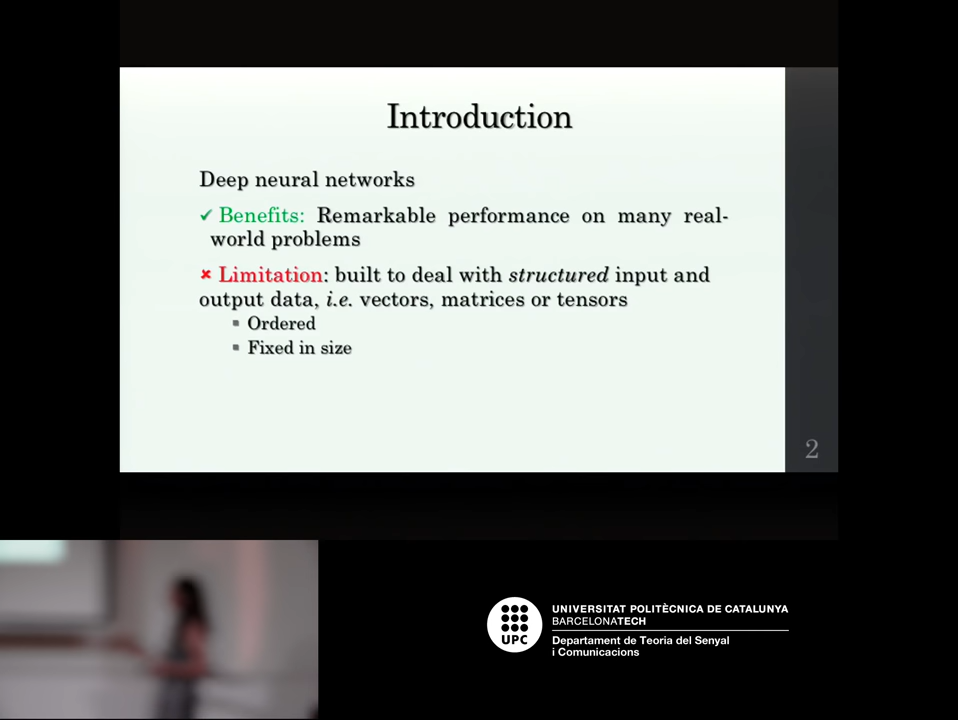 Introduction
Deep neural networks
✓ Benefits: Remarkable performance on many real-
world problems
✗ Limitation: built to deal with structured input and
output data, i.e. vectors, matrices or tensors
▪ Ordered
▪ Fixed in size
2
UPC
UNIVERSITAT POLITÈCNICA DE CATALUNYA
BARCELONATECH
Departament de Teoria del Senyal
i Comunicacions